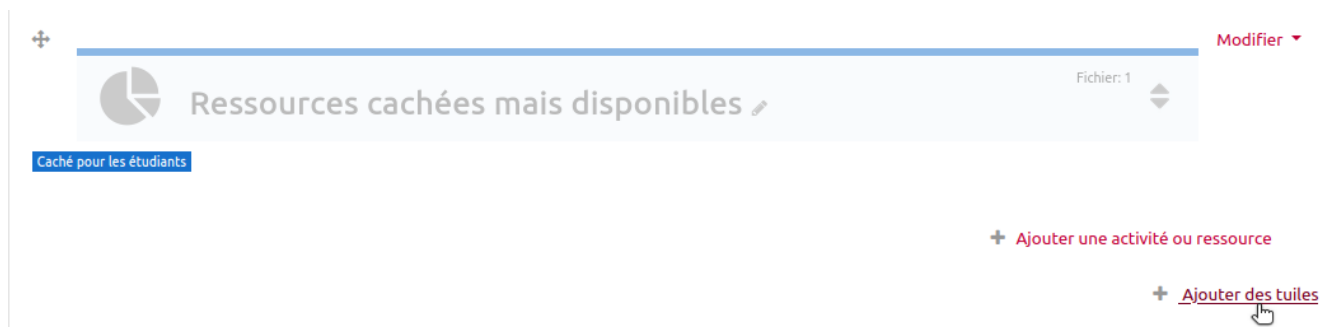 Modifier
Fichier: 1
Ressources cachées mais disponibles
Caché pour les étudiants
Ajouter une activité ou ressource
Ajouter des tuiles